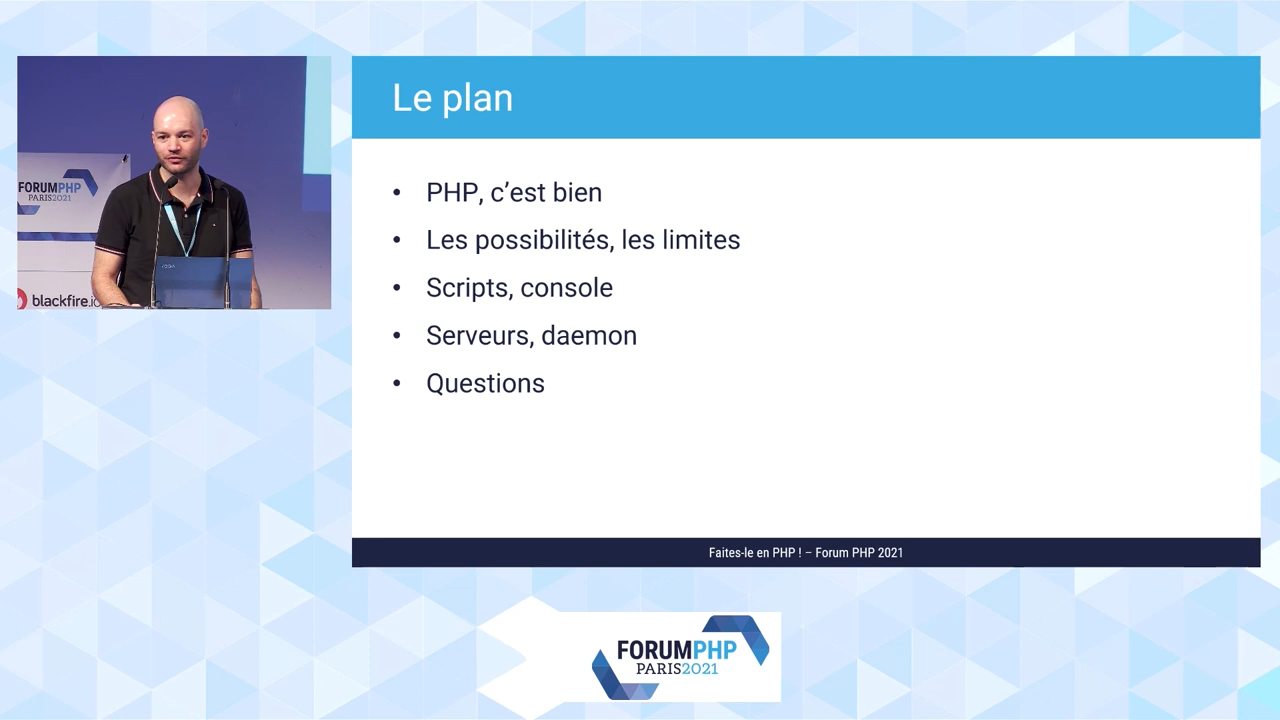 FORUMPHP
PARIS2021
blackfire.io
Le plan
• PHP, c’est bien
• Les possibilités, les limites
• Scripts, console
• Serveurs, daemon
• Questions
Faites-le en PHP ! – Forum PHP 2021
FORUMPHP
PARIS2021